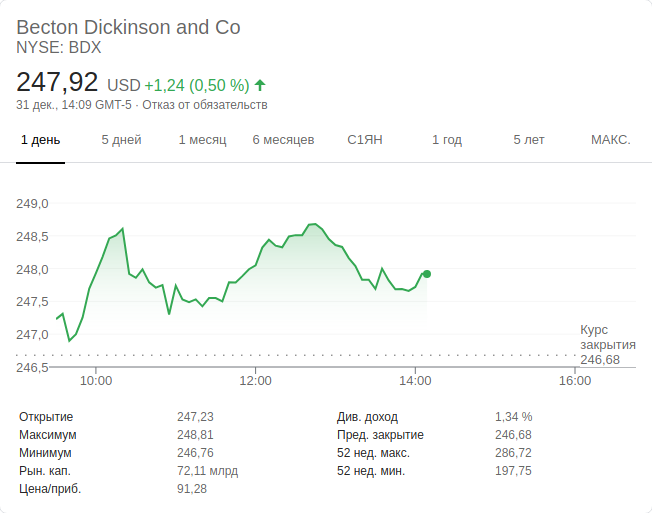 Becton Dickinson and Co
NYSE: BDX
247,92 USD +1,24 (0,50 %)
31 дек., 14:09 GMT-5 · Отказ от обязательств
1 день 5 дней 1 месяц 6 месяцев С1ЯН 1 год 5 лет МАКС.
249,0
248,5
248,0
247,5
247,0
246,5
Курс
закрытия
246,68
10:00 12:00 14:00 16:00
Открытие 247,23 Див. доход 1,34 %
Максимум 248,81 Пред. закрытие 246,68
Минимум 246,76 52 нед. макс. 286,72
Рын. кап. 72,11 млрд 52 нед. мин. 197,75
Цена/приб. 91,28